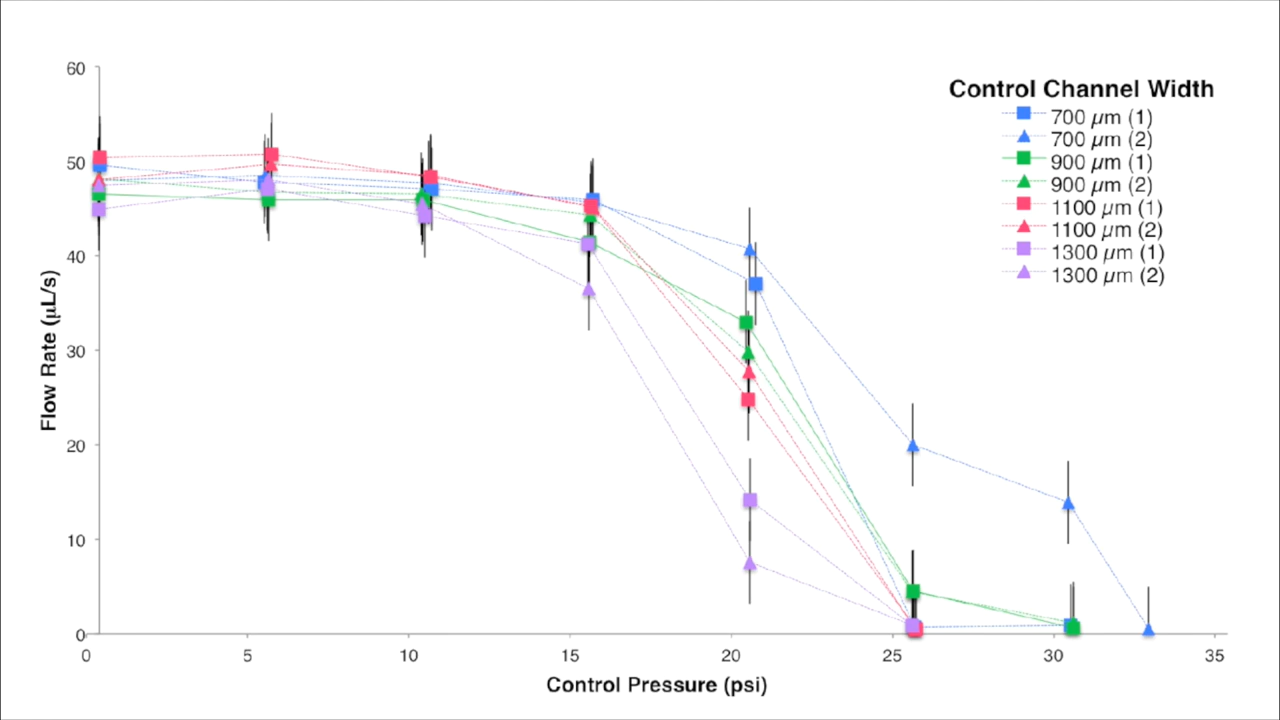 60
50
40
30
20
10
0
Flow Rate (μL/s)
0 5 10 15 20 25 30 35
Control Pressure (psi)
Control Channel Width
700 μm (1)
700 μm (2)
900 μm (1)
900 μm (2)
1100 μm (1)
1100 μm (2)
1300 μm (1)
1300 μm (2)